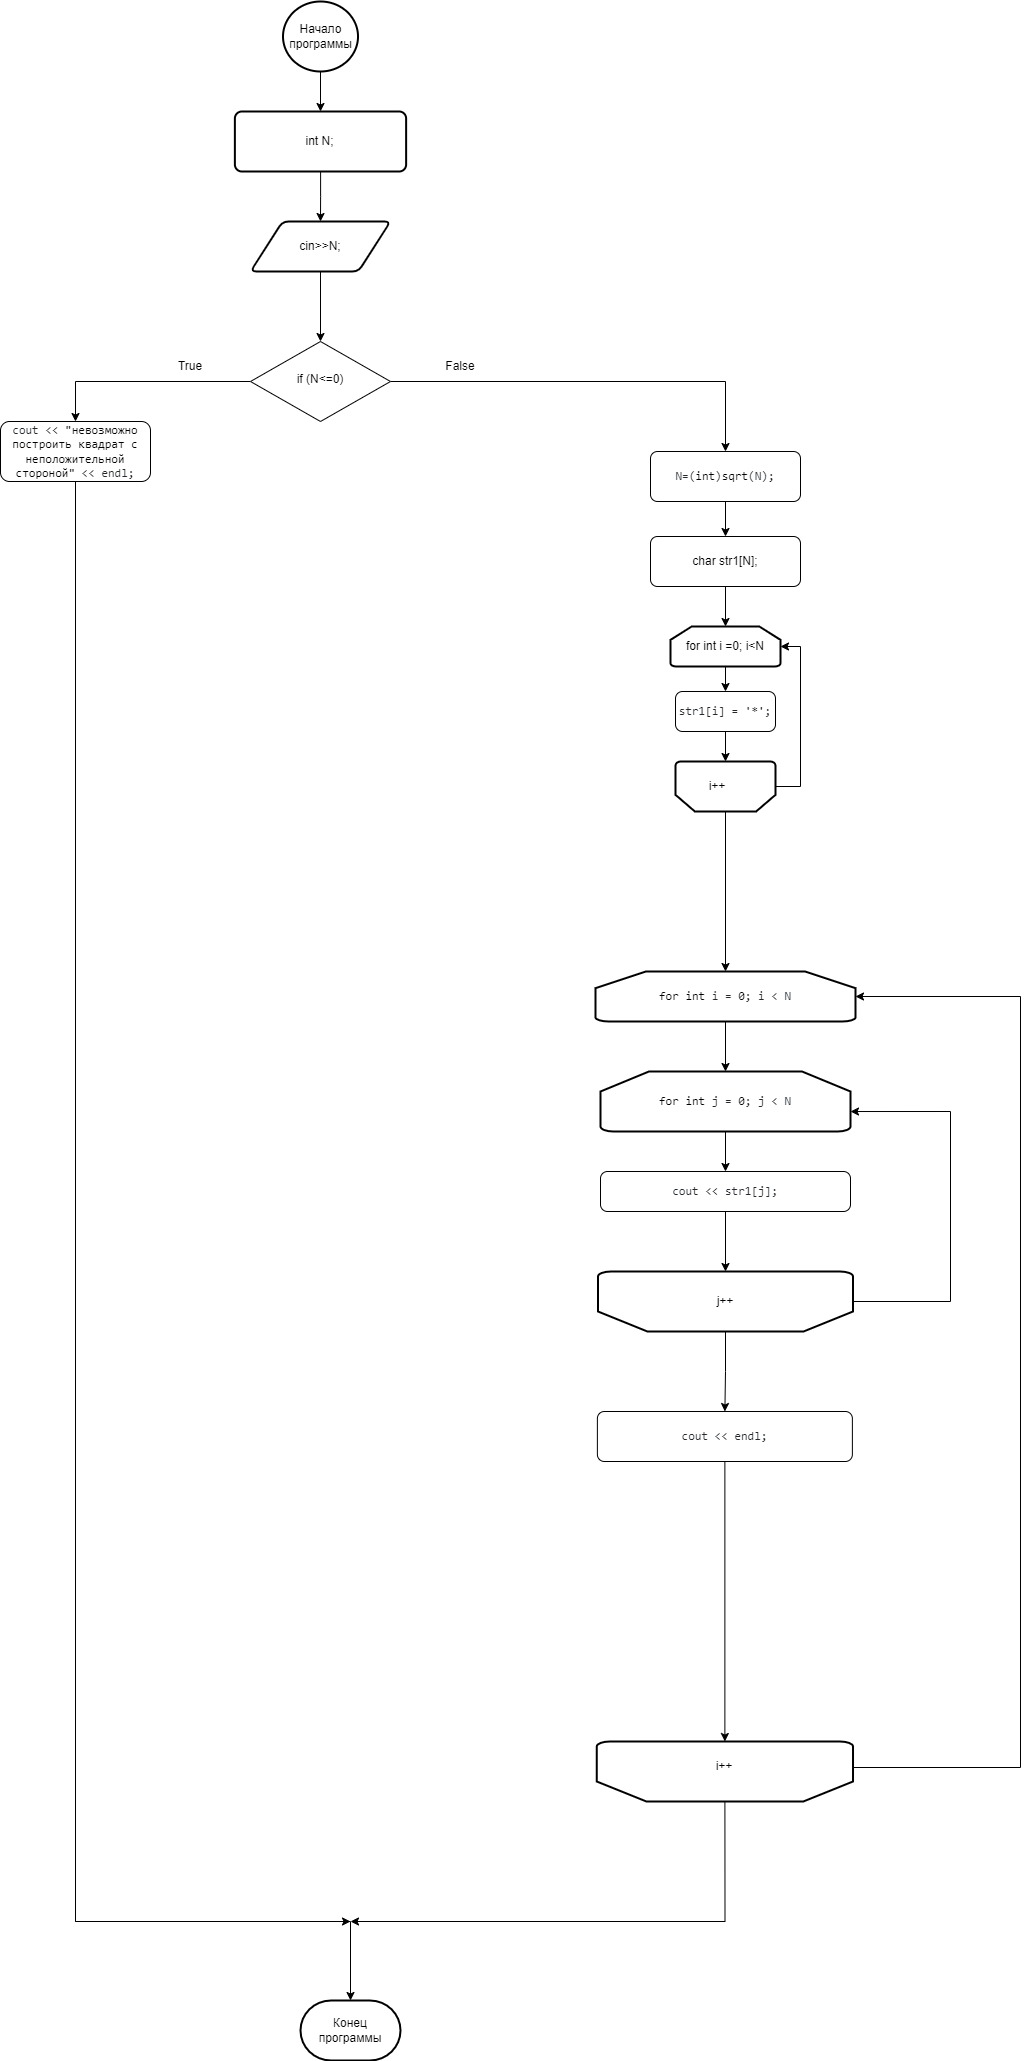 Начало
программы
int N;
cin>>N;
True
False
if (N<=0)
cout << "невозможно
построить квадрат с
неположительной
стороной" << endl;
N=(int)sqrt(N);
char str1[N];
for int i =0; i<N
str1[i] = '*';
i++
for int i = 0; i < N
for int j = 0; j < N
cout << str1[j];
j++
cout << endl;
i++
Конец
программы